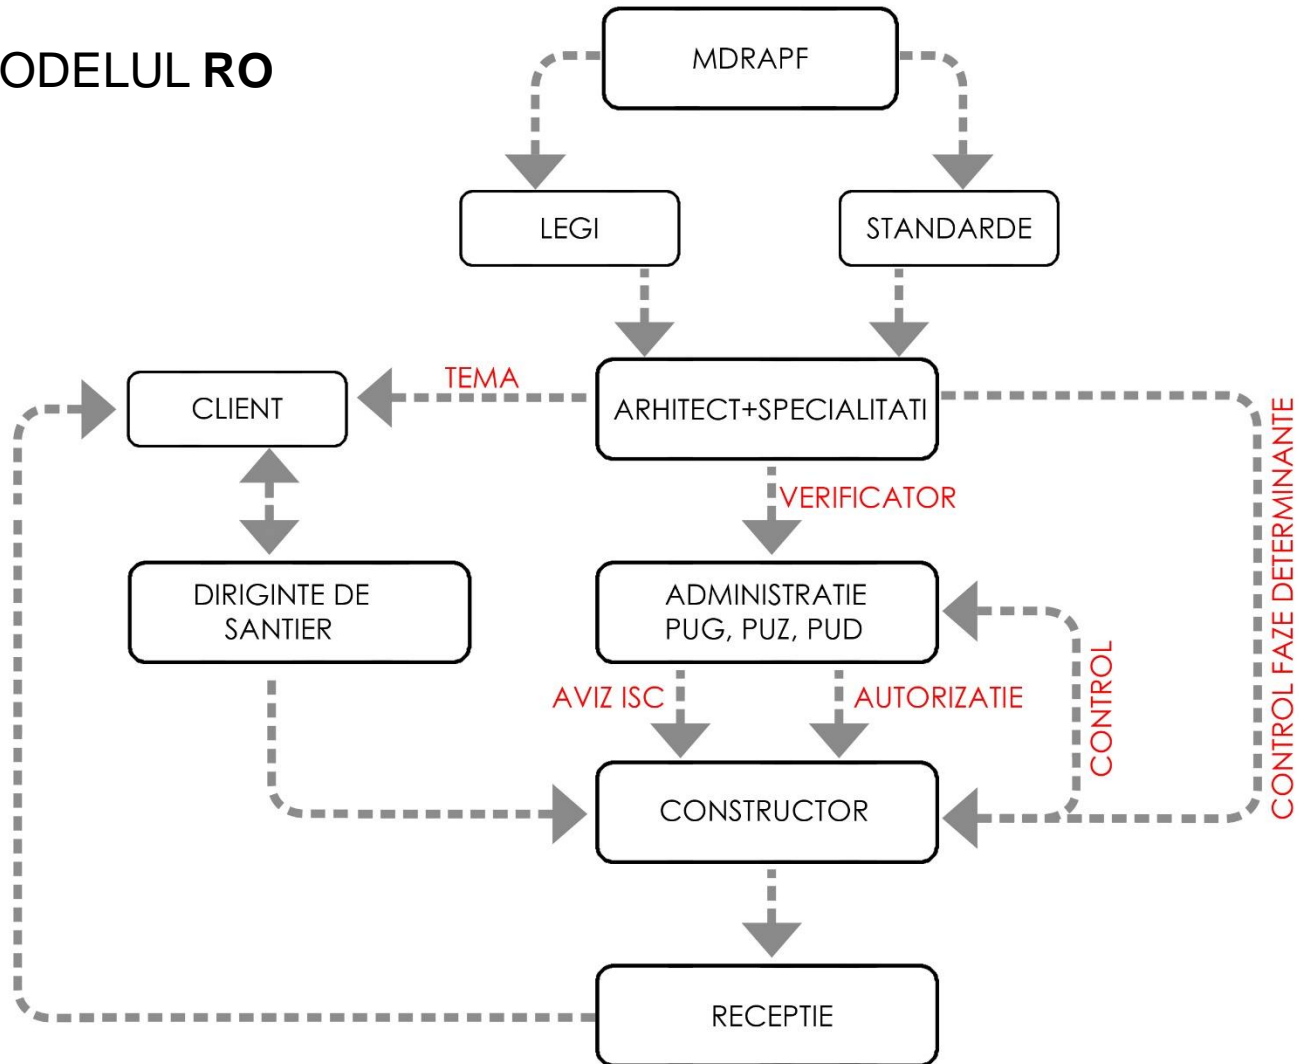 ODELUL RO
MDRAPF
LEGI
STANDARDE
TEMA
CLIENT
ARHITECT+SPECIALITATI
VERIFICATOR
DIRIGINTE DE
SANTIER
ADMINISTRATIE
PUG, PUZ, PUD
AVIZ ISC
AUTORIZATIE
CONTROL
CONTROL FAZE DETERMINANTE
CONSTRUCTOR
RECEPTIE